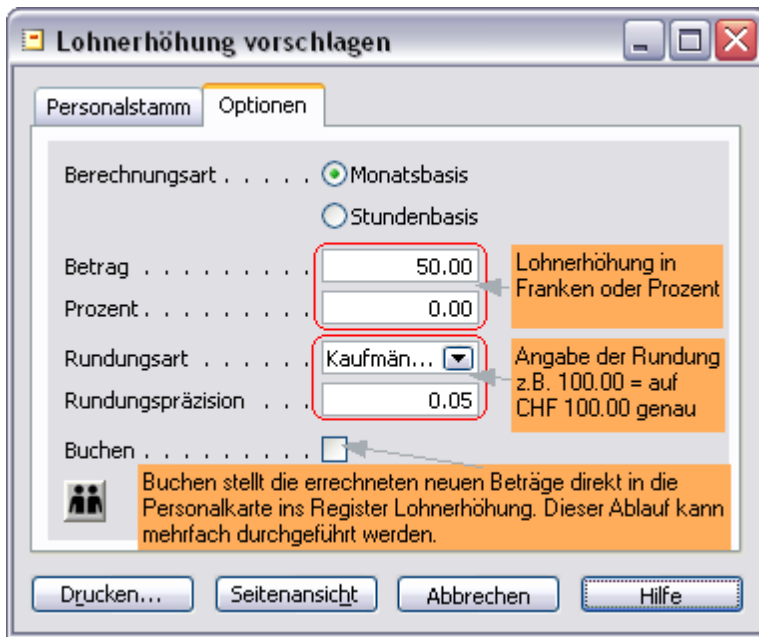 Lohnerhöhung vorschlagen
Personalstamm
Optionen
Berechnungsart . . . . . Monatsbasis
Stundenbasis
Betrag . . . . . . . . . 50.00
Prozent . . . . . . . . . 0.00
Lohnerhöhung in
Franken oder Prozent
Rundungsart . . . . . . Kaufmän...
Rundungspräzision . . . 0.05
Angabe der Rundung
z.B. 100.00 = auf
CHF 100.00 genau
Buchen . . . . . . . . .
Buchen stellt die errechneten neuen Beträge direkt in die
Personalkarte ins Register Lohnerhöhung. Dieser Ablauf kann
mehrfach durchgeführt werden.
Drucken...
Seitenansicht
Abbrechen
Hilfe